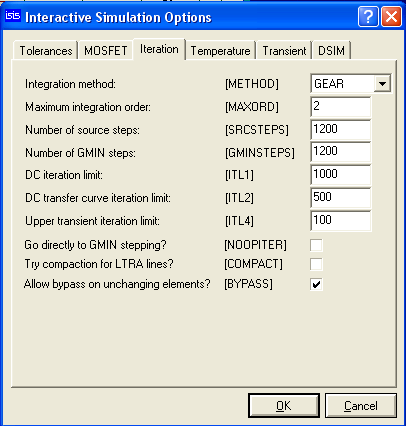 ISIS Interactive Simulation Options ?
Tolerances MOSFET Iteration Temperature Transient DSIM
Integration method: [METHOD] GEAR
Maximum integration order: [MAXORD] 2
Number of source steps: [SRCSTEPS] 1200
Number of GMIN steps: [GMINSTEPS] 1200
DC iteration limit: [ITL1] 1000
DC transfer curve iteration limit: [ITL2] 500
Upper transient iteration limit: [ITL4] 100
Go directly to GMIN stepping? [NOOPITER]
Try compaction for LTRA lines? [COMPACT]
Allow bypass on unchanging elements? [BYPASS]
OK Cancel